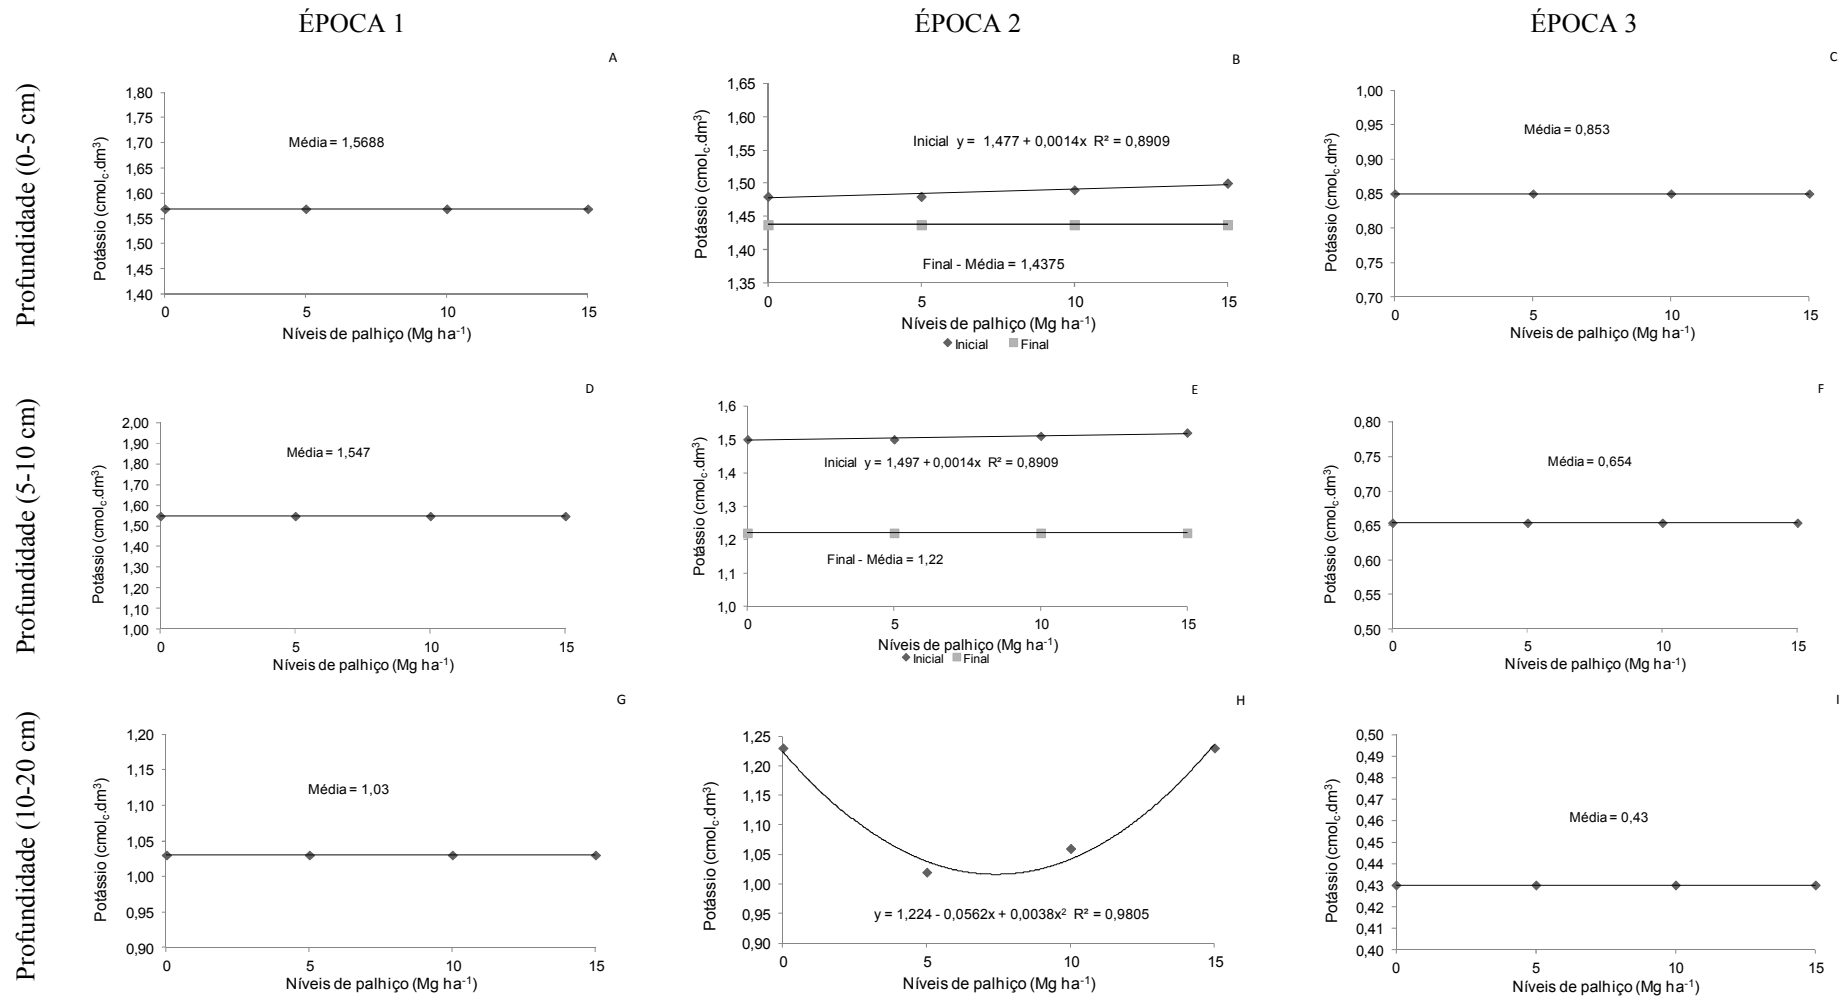 ÉPOCA 1
ÉPOCA 2
ÉPOCA 3
Profundidade (0-5 cm)
A
Potássio (cmolc.dm³)
1,80
1,75
1,70
1,65
1,60
1,55
1,50
1,45
1,40
Média = 1,5688
0 5 10 15
Níveis de palhiço (Mg ha⁻¹)
B
Potássio (cmolc.dm³)
1,65
1,60
1,55
1,50
1,45
1,40
1,35
Inicial y = 1,477 + 0,0014x R² = 0,8909
Final - Média = 1,4375
0 5 10 15
Níveis de palhiço (Mg ha⁻¹)
Inicial Final
C
Potássio (cmolc.dm³)
1,00
0,95
0,90
0,85
0,80
0,75
0,70
Média = 0,853
0 5 10 15
Níveis de palhiço (Mg ha⁻¹)
Profundidade (5-10 cm)
D
Potássio (cmolc.dm³)
2,00
1,90
1,80
1,70
1,60
1,50
1,40
1,30
1,20
1,10
1,00
Média = 1,547
0 5 10 15
Níveis de palhiço (Mg ha⁻¹)
E
Potássio (cmolc.dm³)
1,6
1,5
1,4
1,3
1,2
1,1
1,0
Inicial y = 1,497 + 0,0014x R² = 0,8909
Final - Média = 1,22
0 5 10 15
Níveis de palhiço (Mg ha⁻¹)
Inicial Final
F
Potássio (cmolc.dm³)
0,80
0,75
0,70
0,65
0,60
0,55
0,50
Média = 0,654
0 5 10 15
Níveis de palhiço (Mg ha⁻¹)
Profundidade (10-20 cm)
G
Potássio (cmolc.dm³)
1,20
1,15
1,10
1,05
1,00
0,95
0,90
Média = 1,03
0 5 10 15
Níveis de palhiço (Mg ha⁻¹)
H
Potássio (cmolc.dm³)
1,25
1,20
1,15
1,10
1,05
1,00
0,95
0,90
y = 1,224 - 0,0562x + 0,0038x² R² = 0,9805
0 5 10 15
Níveis de palhiço (Mg ha⁻¹)
I
Potássio (cmolc.dm³)
0,50
0,49
0,48
0,47
0,46
0,45
0,44
0,43
0,42
0,41
0,40
Média = 0,43
0 5 10 15
Níveis de palhiço (Mg ha⁻¹)